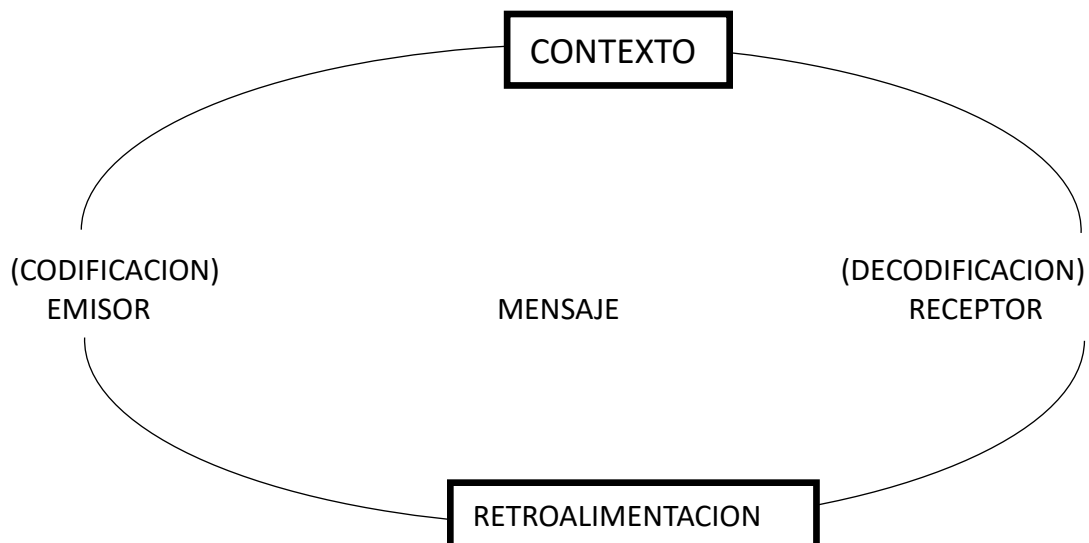 CONTEXTO
(CODIFICACION)
EMISOR
MENSAJE
(DECODIFICACION)
RECEPTOR
RETROALIMENTACION